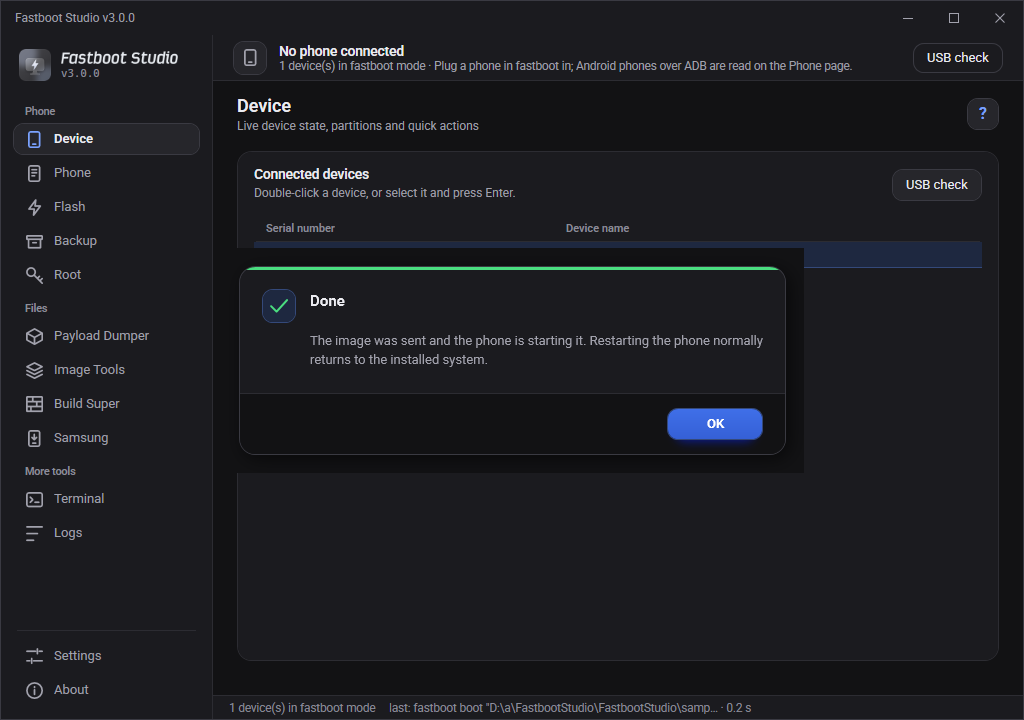 Fastboot Studio v3.0.0
Fastboot Studio
v3.0.0
Phone
Device
Phone
Flash
Backup
Root
Files
Payload Dumper
Image Tools
Build Super
Samsung
More tools
Terminal
Logs
Settings
About
No phone connected
1 device(s) in fastboot mode · Plug a phone in fastboot in; Android phones over ADB are read on the Phone page.
USB check
Device
Live device state, partitions and quick actions
?
Connected devices
Double-click a device, or select it and press Enter.
USB check
Serial number Device name
Done
The image was sent and the phone is starting it. Restarting the phone normally
returns to the installed system.
OK
1 device(s) in fastboot mode last: fastboot boot "D:\a\FastbootStudio\FastbootStudio\samp... · 0.2 s